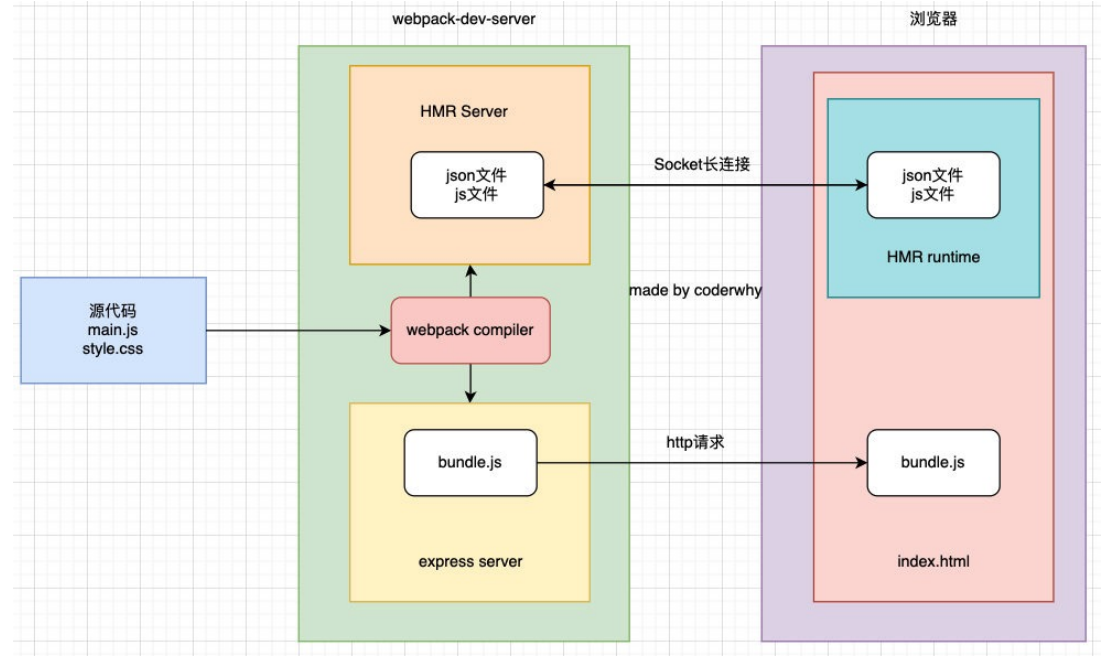 webpack-dev-server
浏览器
HMR Server
json文件
js文件
Socket长连接
json文件
js文件
HMR runtime
源代码
main.js
style.css
webpack compiler
made by coderwhy
bundle.js
http请求
bundle.js
express server
index.html